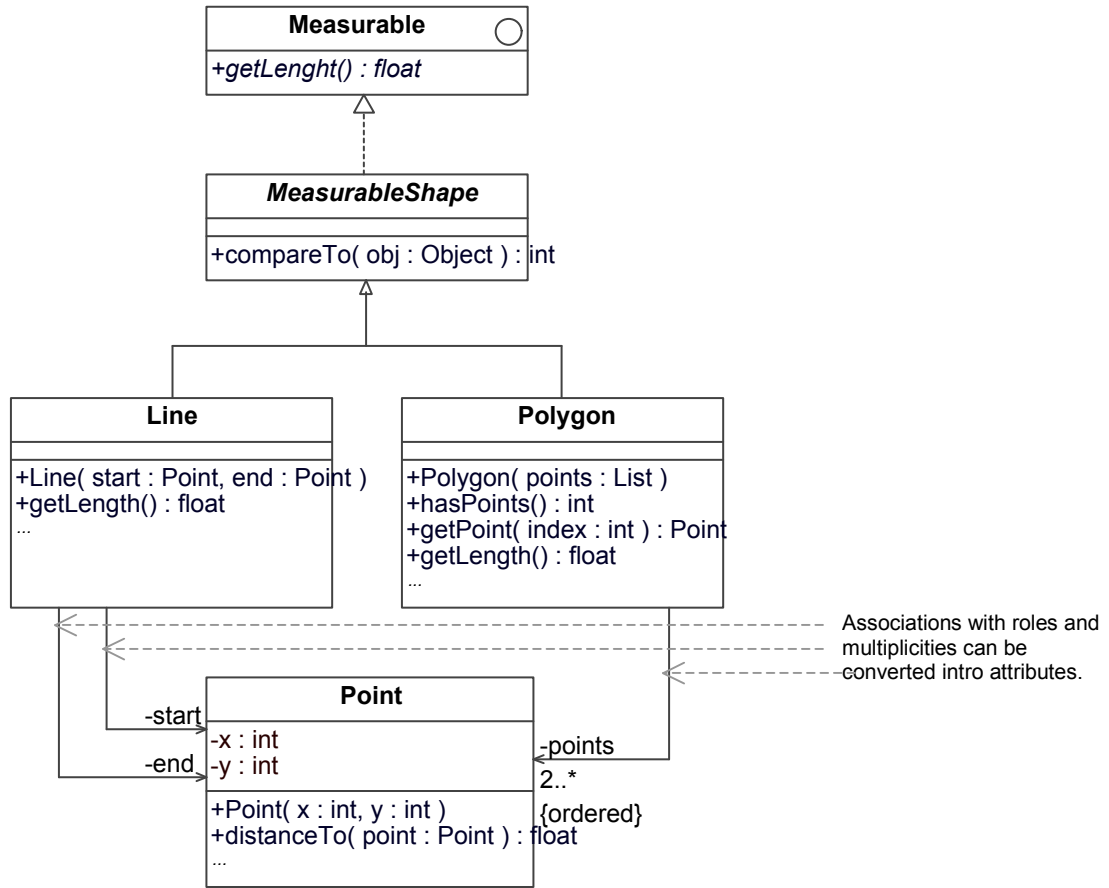 Measurable
+getLenght() : float
MeasurableShape
+compareTo( obj : Object ) : int
Line
+Line( start : Point, end : Point )
+getLength() : float
...
Polygon
+Polygon( points : List )
+hasPoints() : int
+getPoint( index : int ) : Point
+getLength() : float
...
Associations with roles and
multiplicities can be
converted intro attributes.
-start
-end
Point
-x : int
-y : int
+Point( x : int, y : int )
+distanceTo( point : Point ) : float
...
-points
2..*
{ordered}